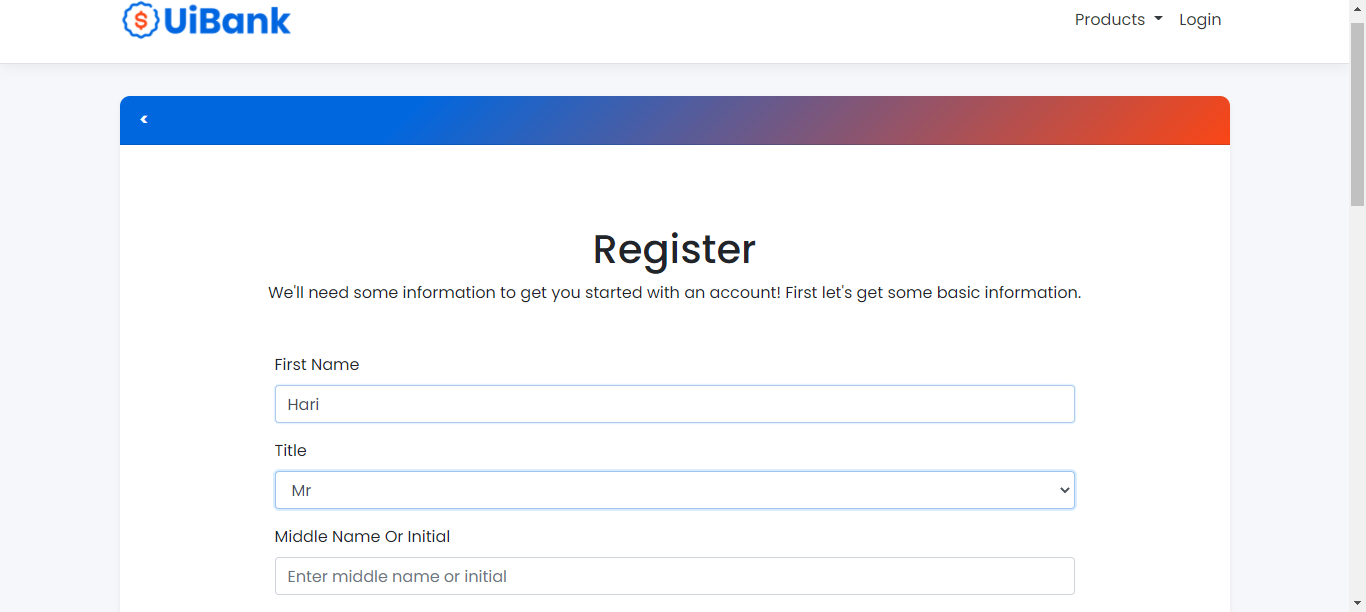 UiBank
Products Login
Register
We'll need some information to get you started with an account! First let's get some basic information.
First Name
Hari
Title
Mr
Middle Name Or Initial
Enter middle name or initial